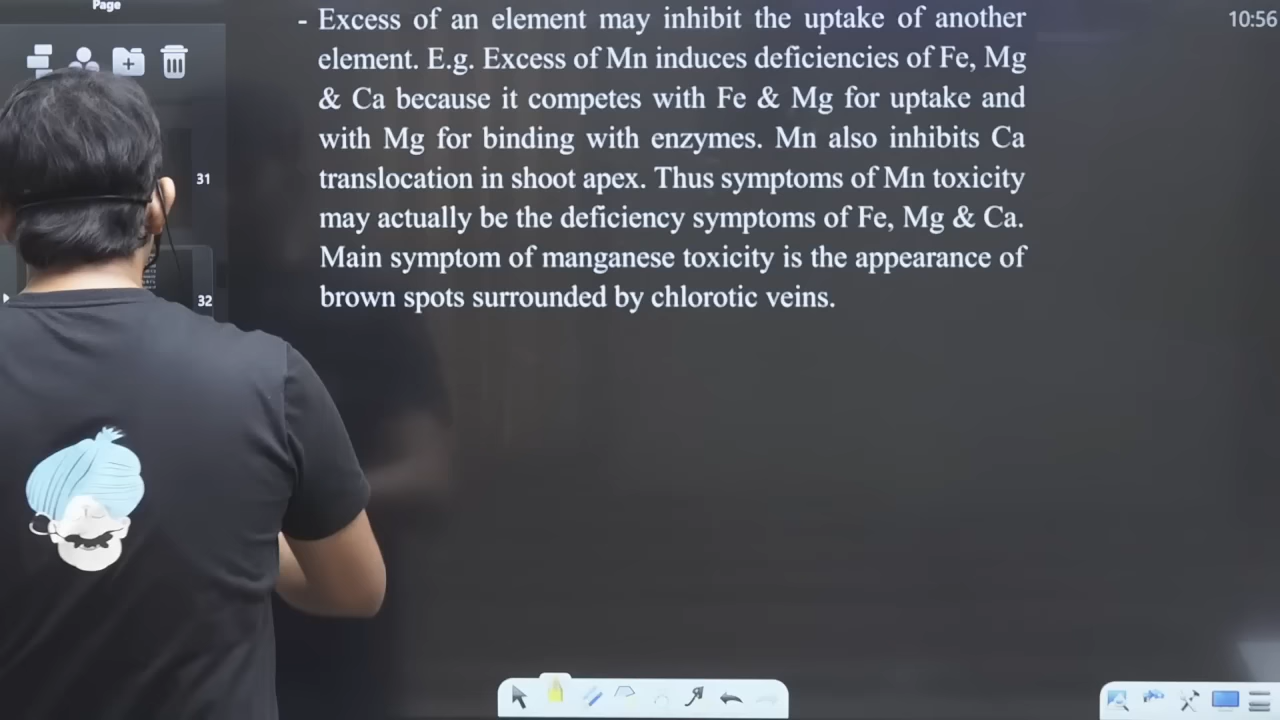 Page
10:56
31
32
- Excess of an element may inhibit the uptake of another
element. E.g. Excess of Mn induces deficiencies of Fe, Mg
& Ca because it competes with Fe & Mg for uptake and
with Mg for binding with enzymes. Mn also inhibits Ca
translocation in shoot apex. Thus symptoms of Mn toxicity
may actually be the deficiency symptoms of Fe, Mg & Ca.
Main symptom of manganese toxicity is the appearance of
brown spots surrounded by chlorotic veins.